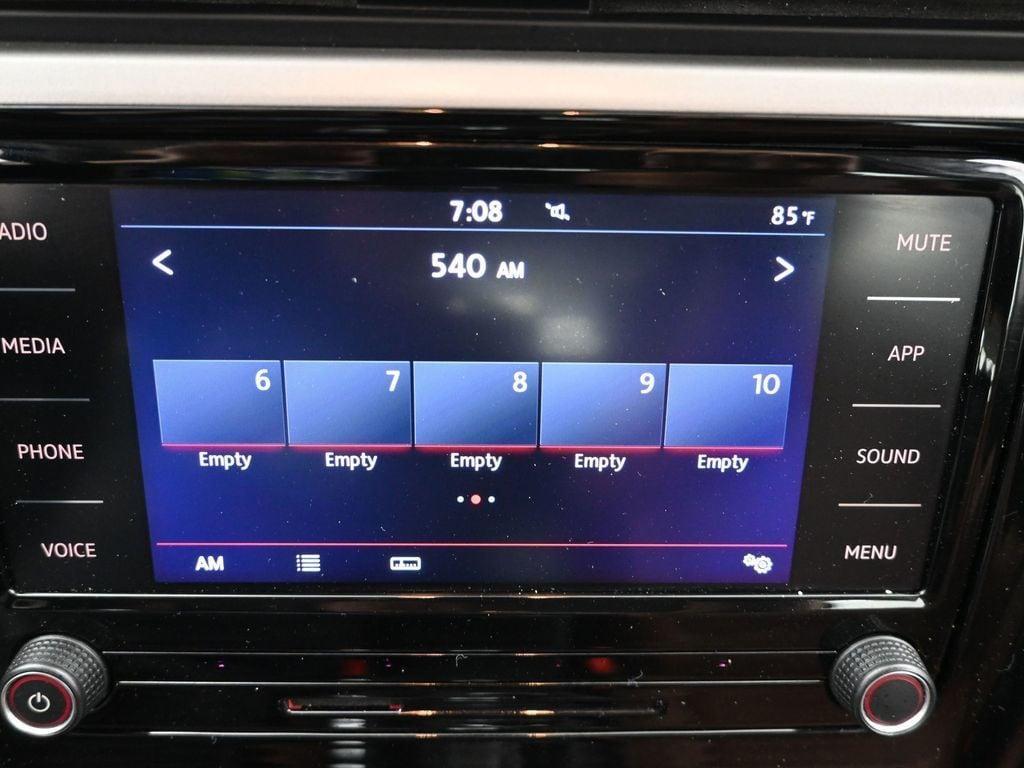 7:08 85°F
540 AM
6 7 8 9 10
Empty Empty Empty Empty Empty
AM
ADIO
MEDIA
PHONE
VOICE
MUTE
APP
SOUND
MENU